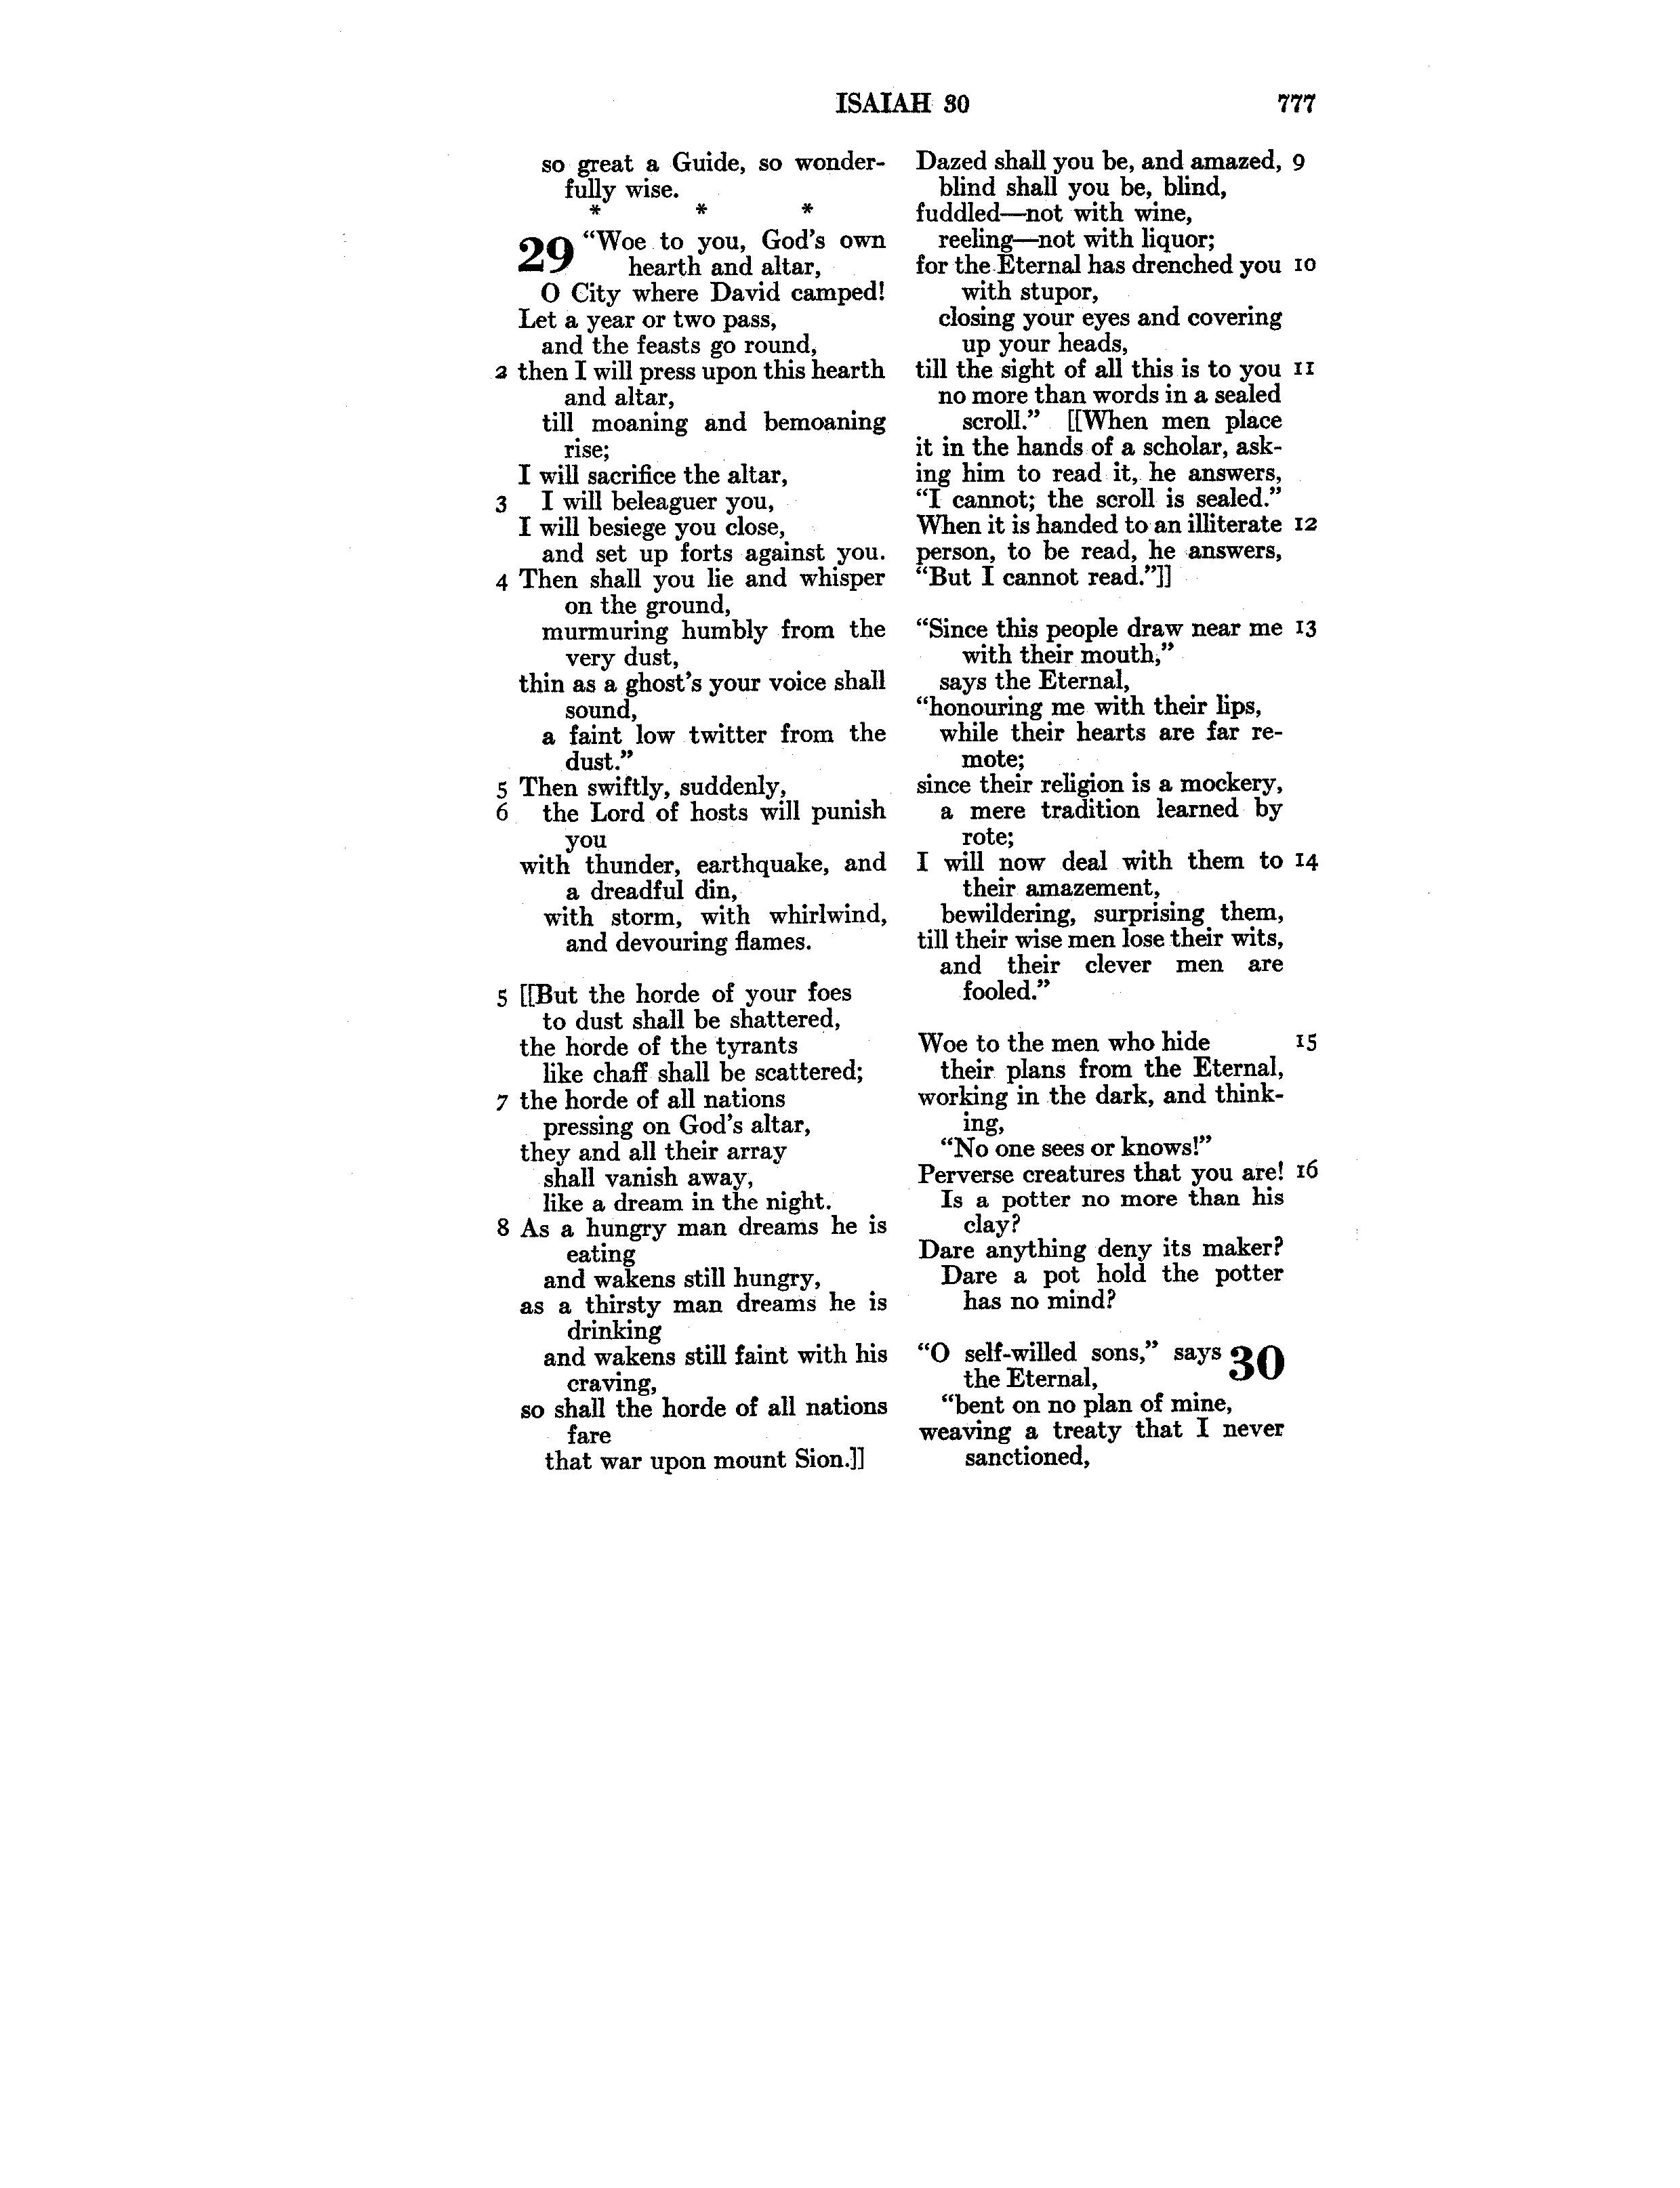 ISAIAH 30 777
so great a Guide, so wonder-
fully wise.
* * *
29 “Woe to you, God’s own
hearth and altar,
O City where David camped!
Let a year or two pass,
and the feasts go round,
2 then I will press upon this hearth
and altar,
till moaning and bemoaning
rise;
I will sacrifice the altar,
3 I will beleaguer you,
I will besiege you close,
and set up forts against you.
4 Then shall you lie and whisper
on the ground,
murmuring humbly from the
very dust,
thin as a ghost’s your voice shall
sound,
a faint low twitter from the
dust.”
5 Then swiftly, suddenly,
6 the Lord of hosts will punish
you
with thunder, earthquake, and
a dreadful din,
with storm, with whirlwind,
and devouring flames.
5 [[But the horde of your foes
to dust shall be shattered,
the horde of the tyrants
like chaff shall be scattered;
7 the horde of all nations
pressing on God’s altar,
they and all their array
shall vanish away,
like a dream in the night.
8 As a hungry man dreams he is
eating
and wakens still hungry,
as a thirsty man dreams he is
drinking
and wakens still faint with his
craving,
so shall the horde of all nations
fare
that war upon mount Sion.]]
Dazed shall you be, and amazed, 9
blind shall you be, blind,
fuddled—not with wine,
reeling—not with liquor;
for the Eternal has drenched you 10
with stupor,
closing your eyes and covering
up your heads,
till the sight of all this is to you 11
no more than words in a sealed
scroll.” [[When men place
it in the hands of a scholar, ask-
ing him to read it, he answers,
“I cannot; the scroll is sealed.”
When it is handed to an illiterate 12
person, to be read, he answers,
“But I cannot read.”]]
“Since this people draw near me 13
with their mouth,”
says the Eternal,
“honouring me with their lips,
while their hearts are far re-
mote;
since their religion is a mockery,
a mere tradition learned by
rote;
I will now deal with them to 14
their amazement,
bewildering, surprising them,
till their wise men lose their wits,
and their clever men are
fooled.”
Woe to the men who hide 15
their plans from the Eternal,
working in the dark, and think-
ing,
“No one sees or knows!”
Perverse creatures that you are! 16
Is a potter no more than his
clay?
Dare anything deny its maker?
Dare a pot hold the potter
has no mind?
“O self-willed sons,” says 30
the Eternal,
“bent on no plan of mine,
weaving a treaty that I never
sanctioned,